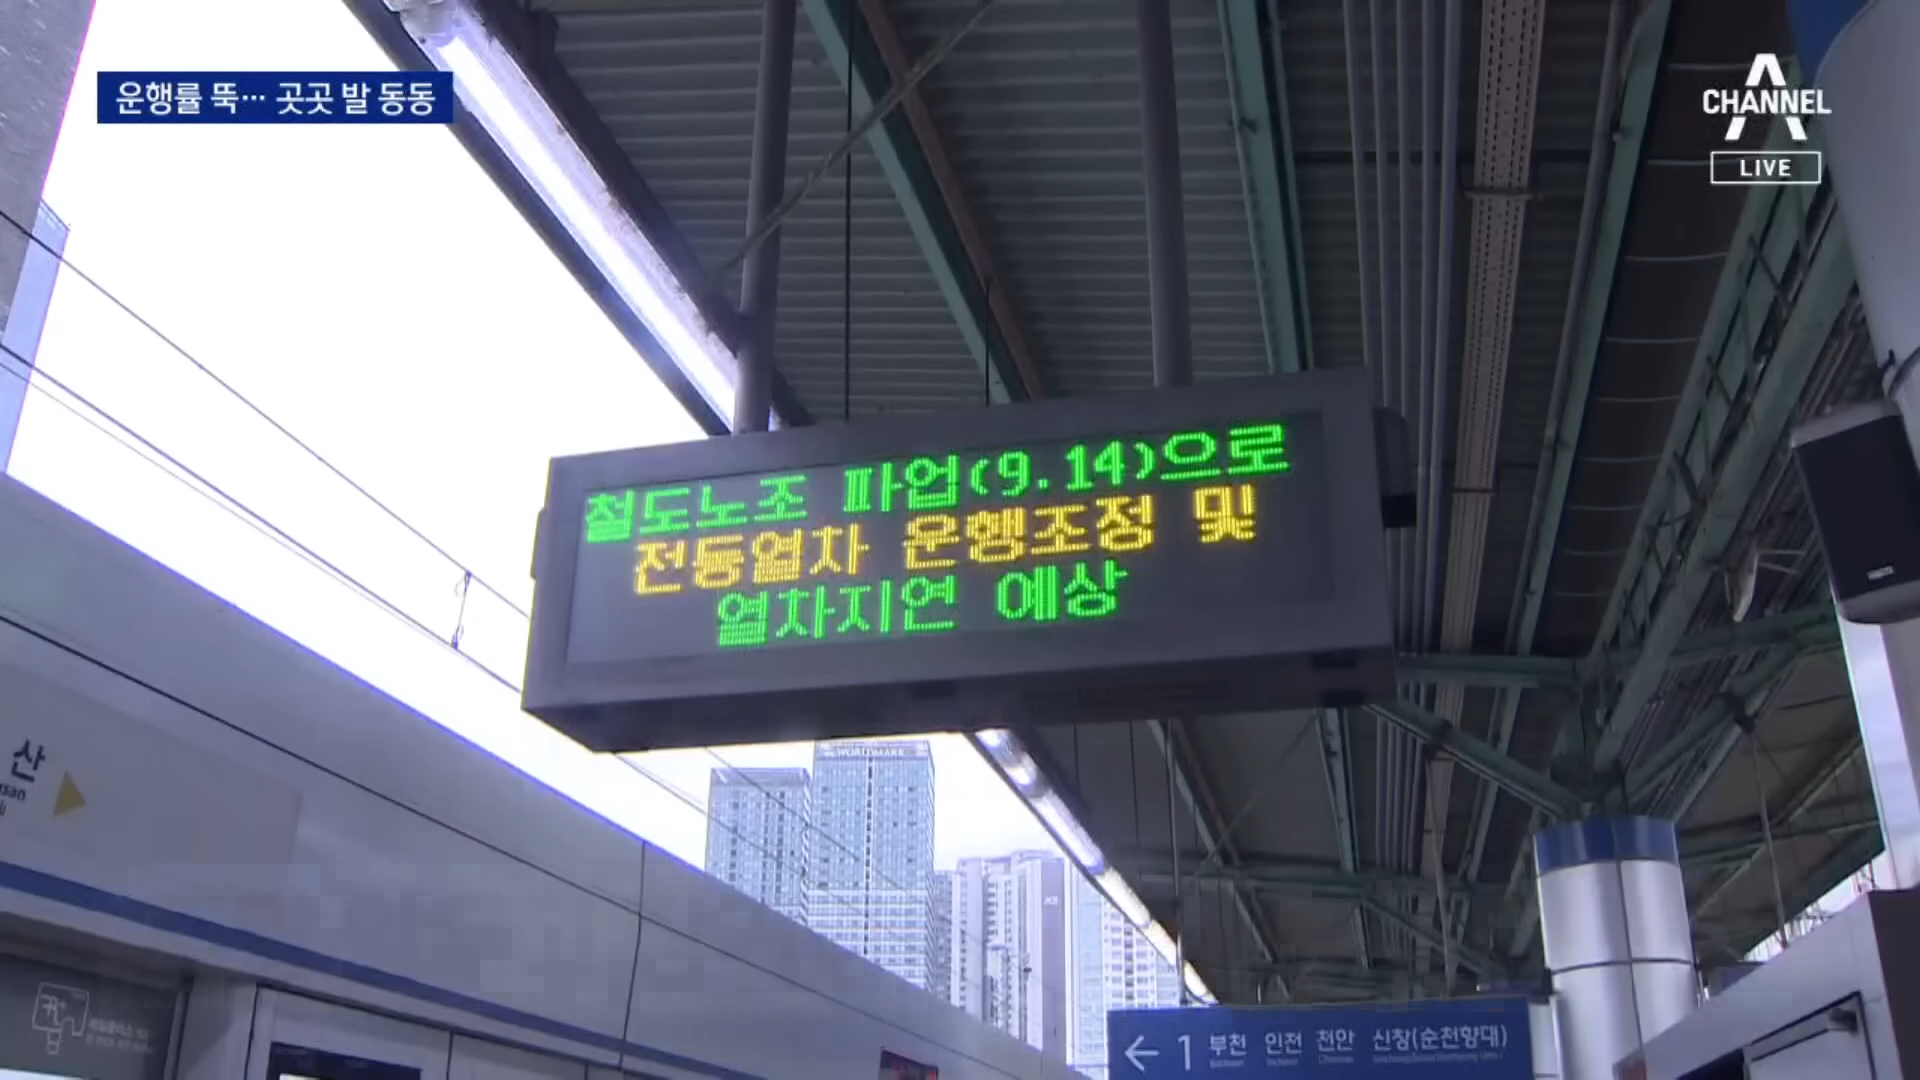 운행률 뚝… 곳곳 발 동동
CHANNEL A
LIVE
철도노조 파업(9.14)으로
전동열차 운행조정 및
열차지연 예상
WORLDMARK
산
← 1 부천 인천 천안 신창(순천향대)